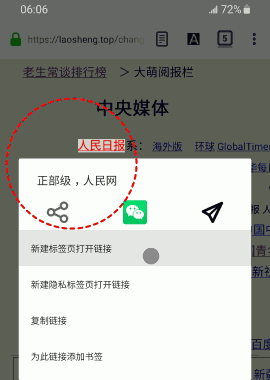 06:06 72%
https://laosheng.top/chang 5
老生常谈排行榜 ＞大萌阅报栏
中央媒体
人民日报系： 海外版 环球 GlobalTimes
正部级，人民网
新建标签页打开链接
新建隐私标签页打开链接
复制链接
为此链接添加书签